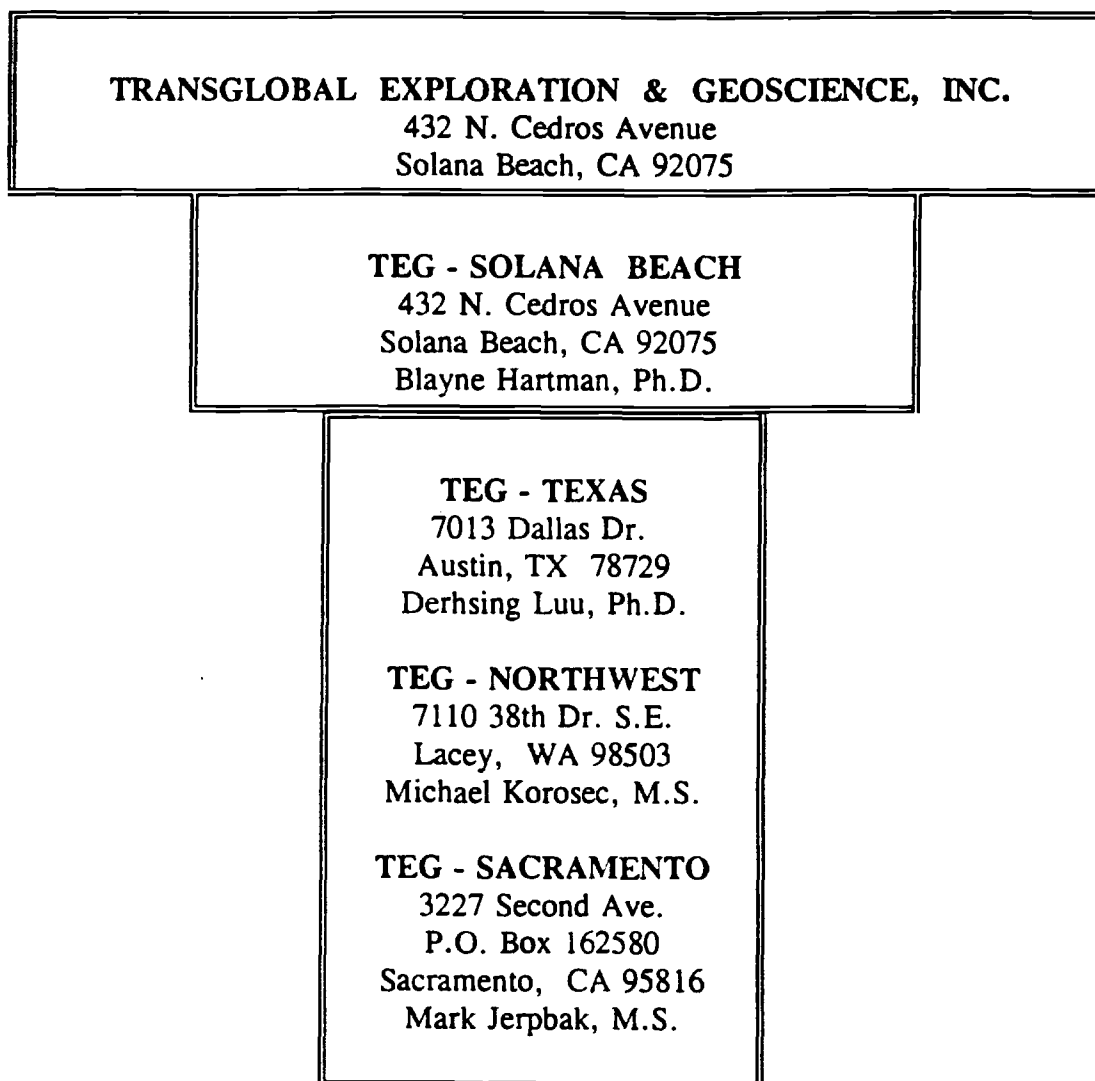 TRANSGLOBAL EXPLORATION & GEOSCIENCE, INC.
432 N. Cedros Avenue
Solana Beach, CA 92075
TEG - SOLANA BEACH
432 N. Cedros Avenue
Solana Beach, CA 92075
Blayne Hartman, Ph.D.
TEG - TEXAS
7013 Dallas Dr.
Austin, TX 78729
Derhsing Luu, Ph.D.
TEG - NORTHWEST
7110 38th Dr. S.E.
Lacey, WA 98503
Michael Korosec, M.S.
TEG - SACRAMENTO
3227 Second Ave.
P.O. Box 162580
Sacramento, CA 95816
Mark Jerpbak, M.S.